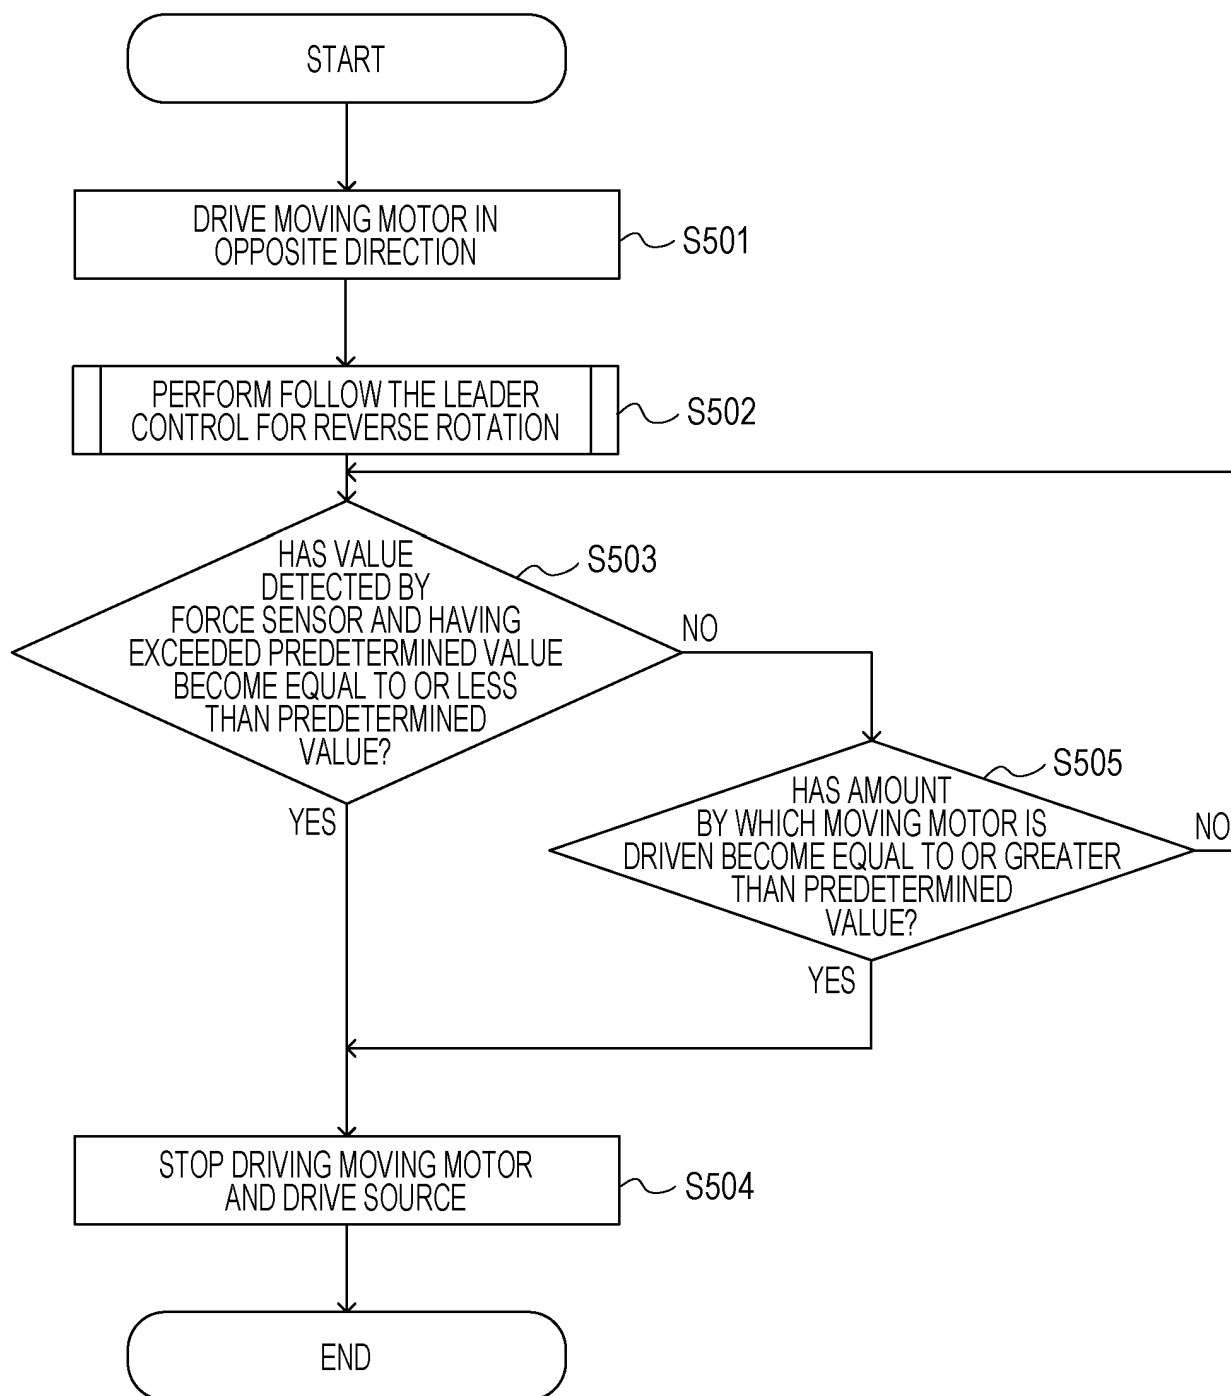 START
DRIVE MOVING MOTOR IN
OPPOSITE DIRECTION
S501
PERFORM FOLLOW THE LEADER
CONTROL FOR REVERSE ROTATION
S502
HAS VALUE
DETECTED BY
FORCE SENSOR AND HAVING
EXCEEDED PREDETERMINED VALUE
BECOME EQUAL TO OR LESS
THAN PREDETERMINED
VALUE?
S503
NO
YES
HAS AMOUNT
BY WHICH MOVING MOTOR IS
DRIVEN BECOME EQUAL TO OR GREATER
THAN PREDETERMINED
VALUE?
S505
NO
YES
STOP DRIVING MOVING MOTOR
AND DRIVE SOURCE
S504
END